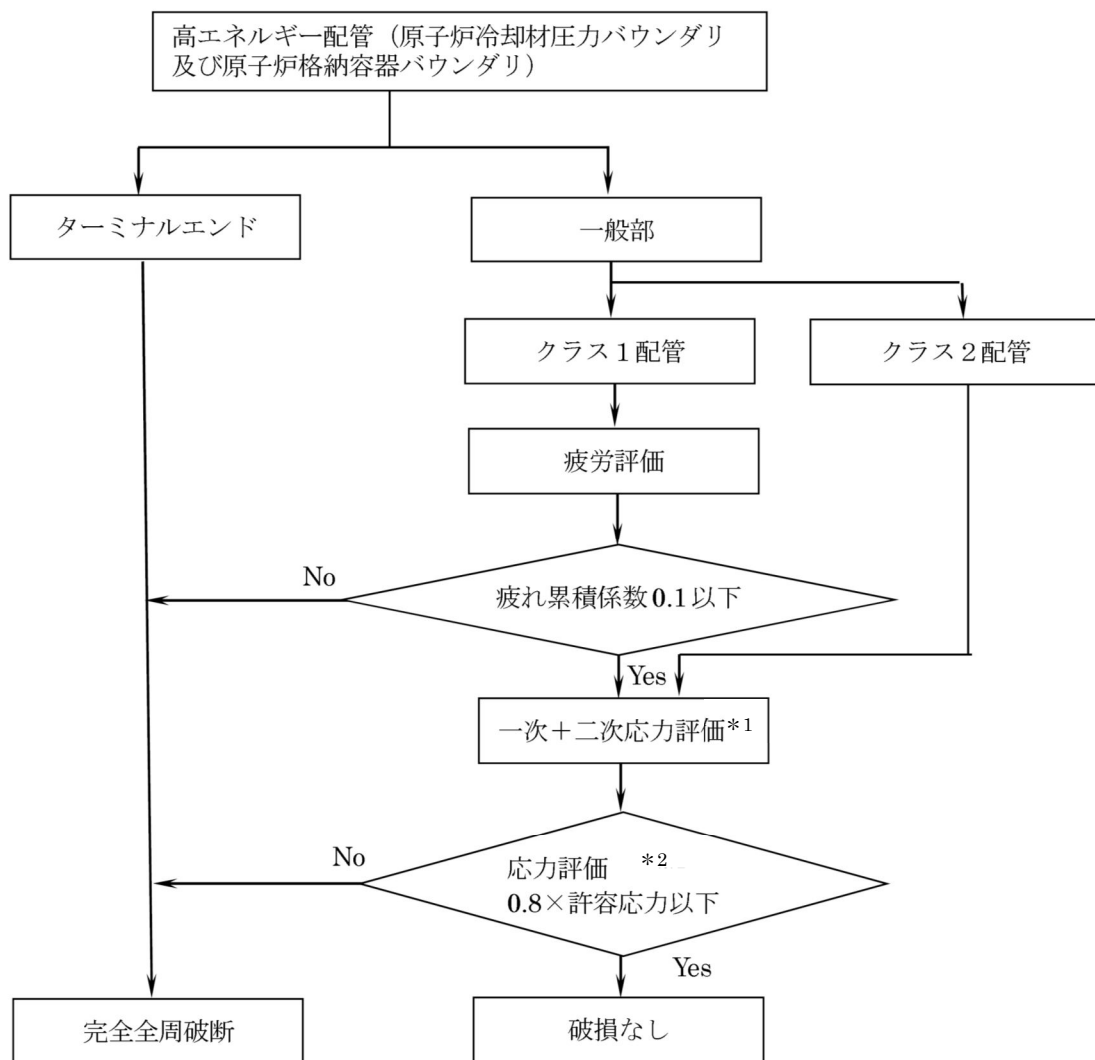 高エネルギー配管（原子炉冷却材圧力バウンダリ
及び原子炉格納容器バウンダリ）
ターミナルエンド
一般部
クラス１配管
クラス２配管
疲労評価
No
疲れ累積係数 0.1 以下
Yes
一次＋二次応力評価*1
No
応力評価 *2
0.8×許容応力以下
Yes
完全全周破断
破損なし